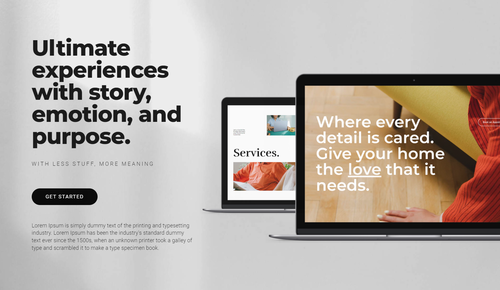 Ultimate
experiences
with story,
emotion, and
purpose.
WITH LESS STUFF, MORE MEANING
GET STARTED
Lorem Ipsum is simply dummy text of the printing and typesetting
industry. Lorem Ipsum has been the industry's standard dummy
text ever since the 1500s, when an unknown printer took a galley of
type and scrambled it to make a type specimen book.
Services.
Where every
detail is cared.
Give your home
the love that it
needs.